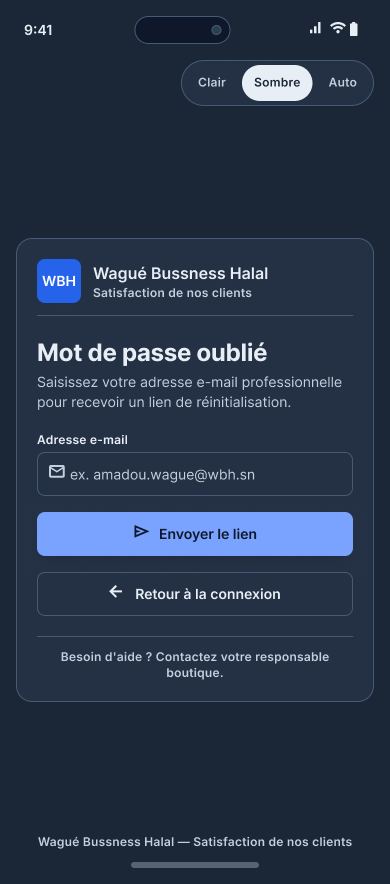 9:41
Clair Sombre Auto
WBH
Wagué Bussness Halal
Satisfaction de nos clients
Mot de passe oublié
Saisissez votre adresse e-mail professionnelle
pour recevoir un lien de réinitialisation.
Adresse e-mail
ex. amadou.wague@wbh.sn
Envoyer le lien
Retour à la connexion
Besoin d'aide ? Contactez votre responsable
boutique.
Wagué Bussness Halal — Satisfaction de nos clients